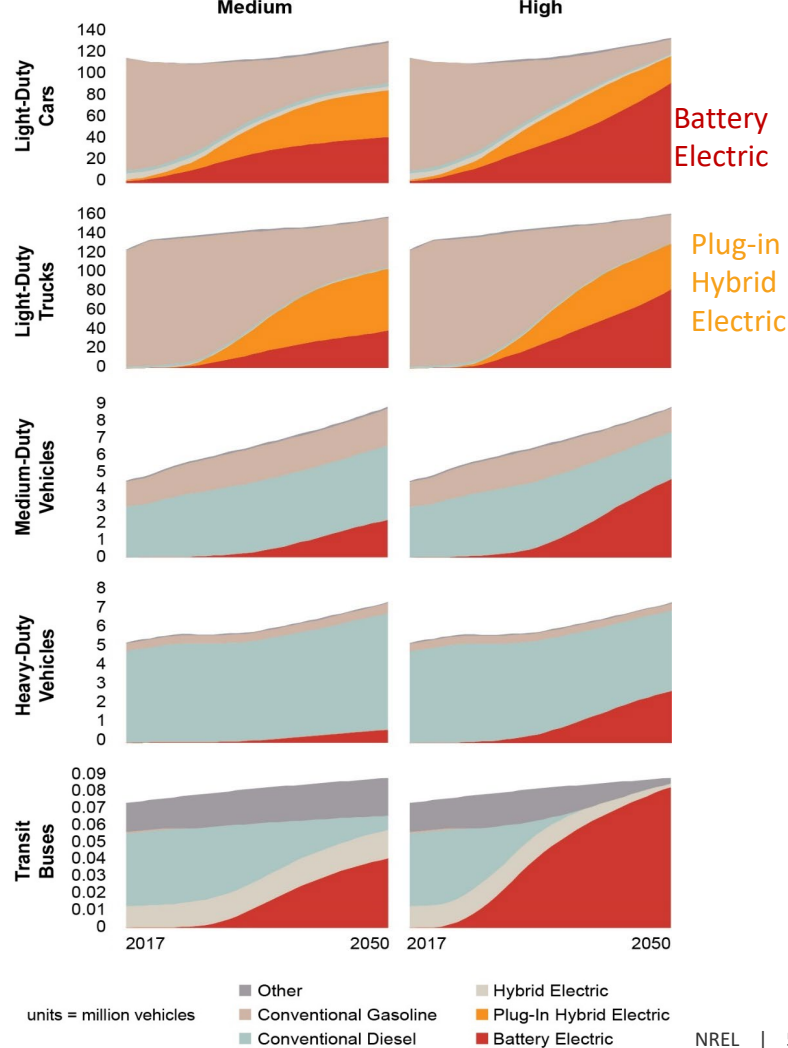 Medium
High
Light-Duty
Cars
140
120
100
80
60
40
20
0
Battery
Electric
Light-Duty
Trucks
160
140
120
100
80
60
40
20
0
Plug-in
Hybrid
Electric
Medium-Duty
Vehicles
9
8
7
6
5
4
3
2
1
0
Heavy-Duty
Vehicles
8
7
6
5
4
3
2
1
0
Transit
Buses
0.09
0.08
0.07
0.06
0.05
0.04
0.03
0.02
0.01
0
2017
2050
2017
2050
units = million vehicles
Other
Conventional Gasoline
Conventional Diesel
Hybrid Electric
Plug-In Hybrid Electric
Battery Electric
NREL |